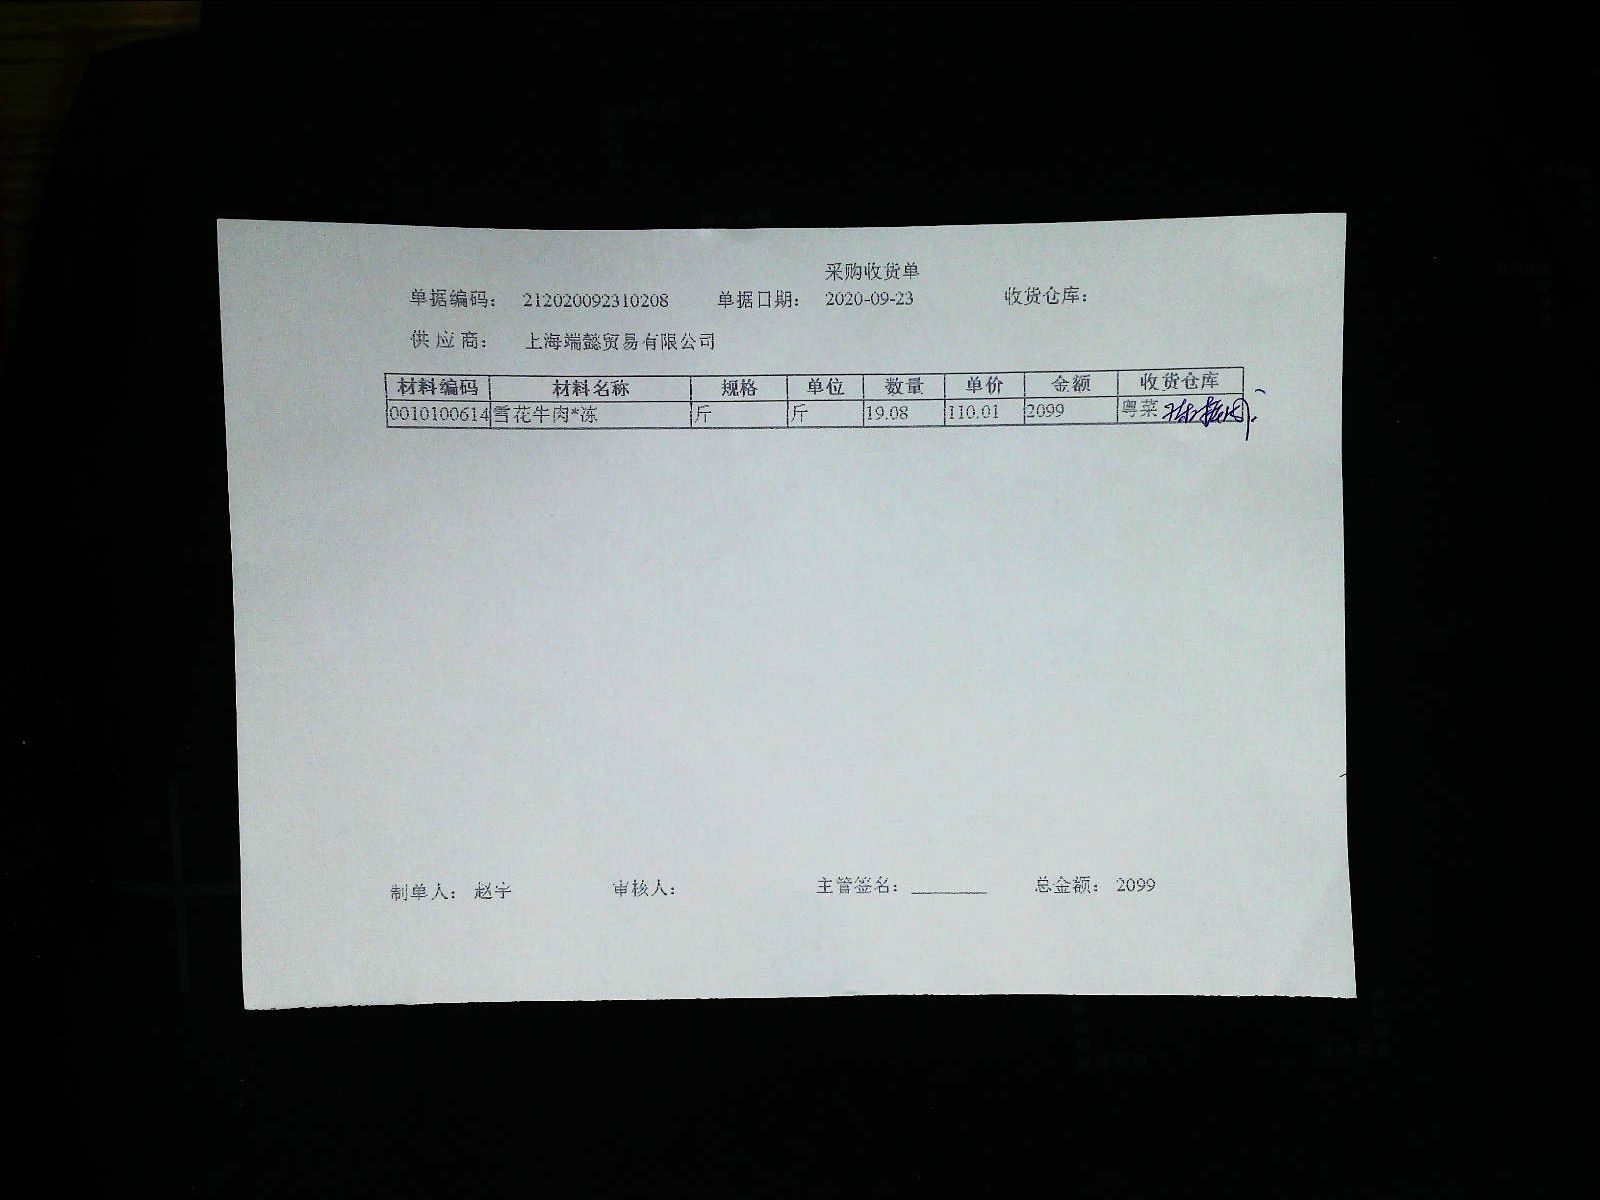 采购收货单
单据编码: 212020092310208 单据日期: 2020-09-23 收货仓库:
供应商: 上海端懿贸易有限公司
材料编码 材料名称 规格 单位 数量 单价 金额 收货仓库
0010100614 雪花牛肉*冻 斤 斤 19.08 110.01 2099 粤菜
制单人: 赵宇 审核人: 主管签名: ________ 总金额: 2099